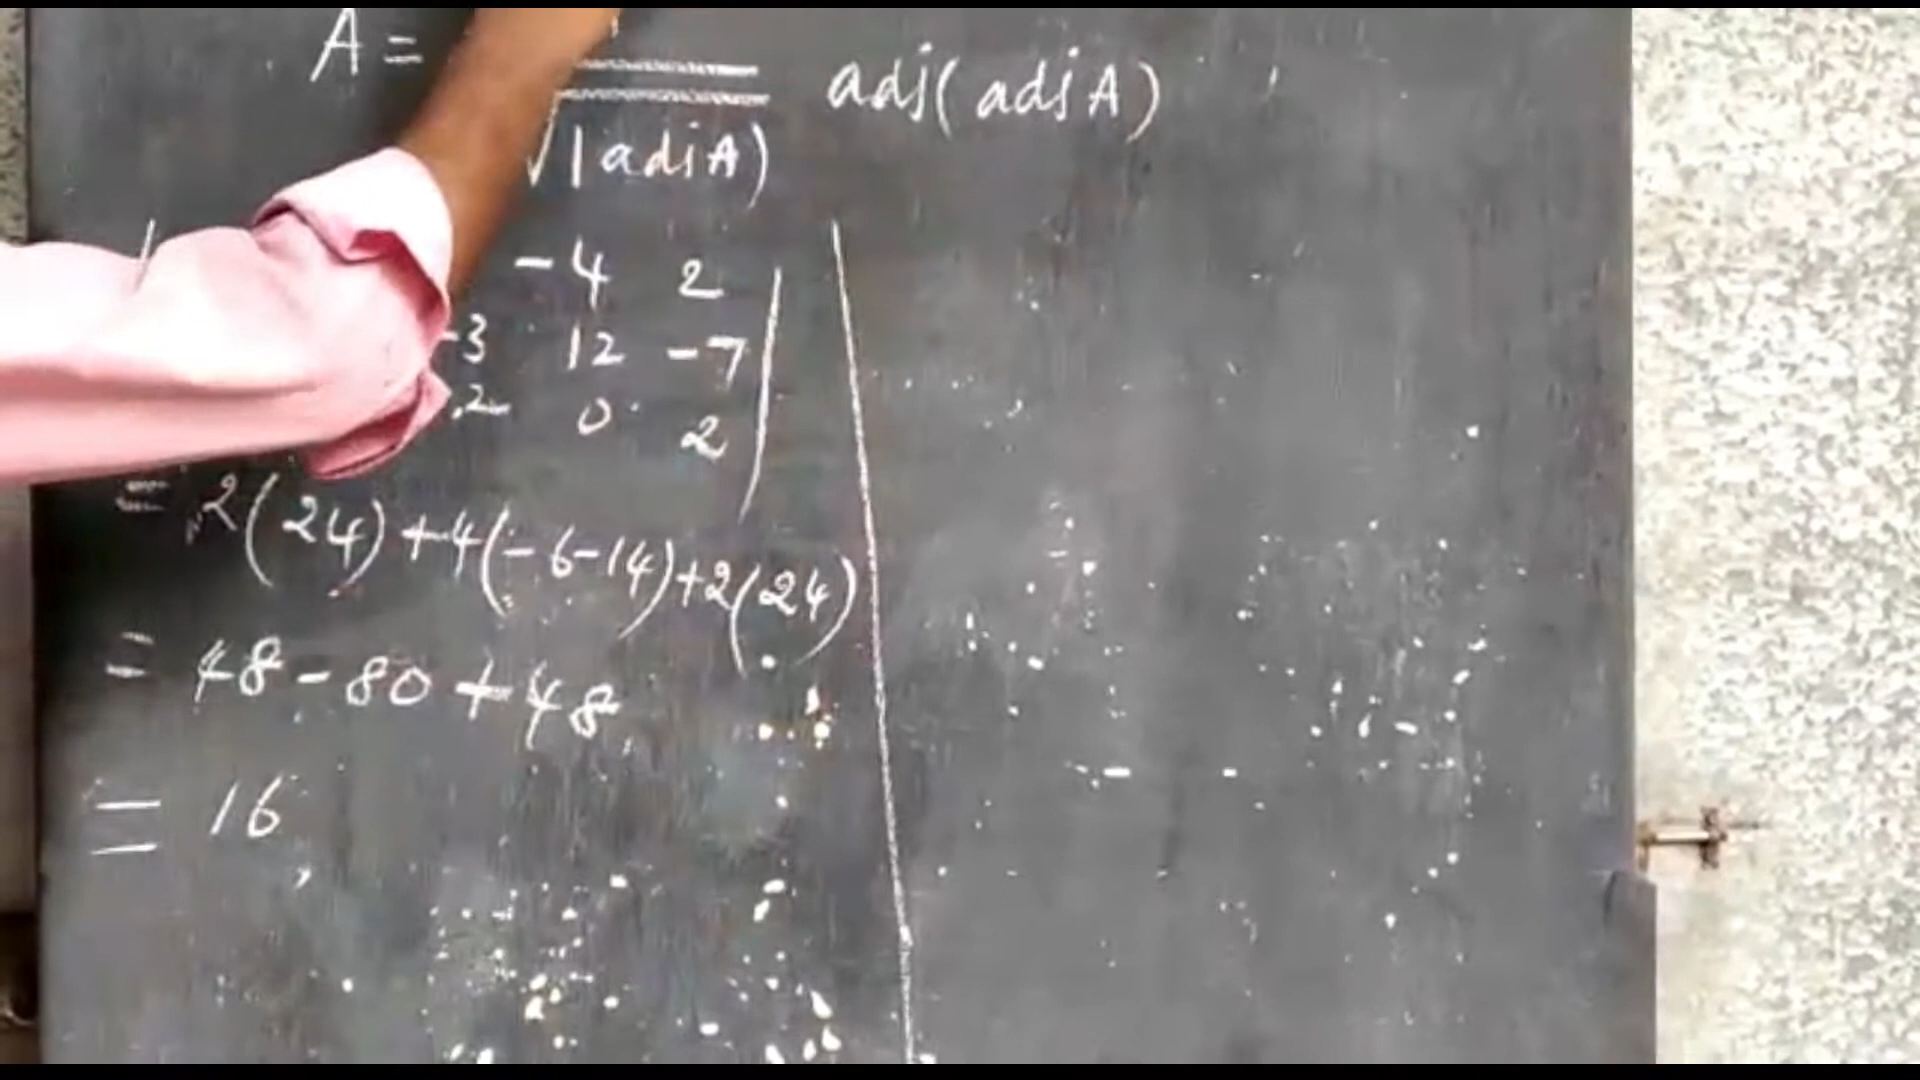 A =
√|adj A) adj( adj A )
- 4 2
-3 12 -7
-2 0 2
= 2( 24) +4(-6-14)+2(24)
= 48 - 80 + 48
= 16